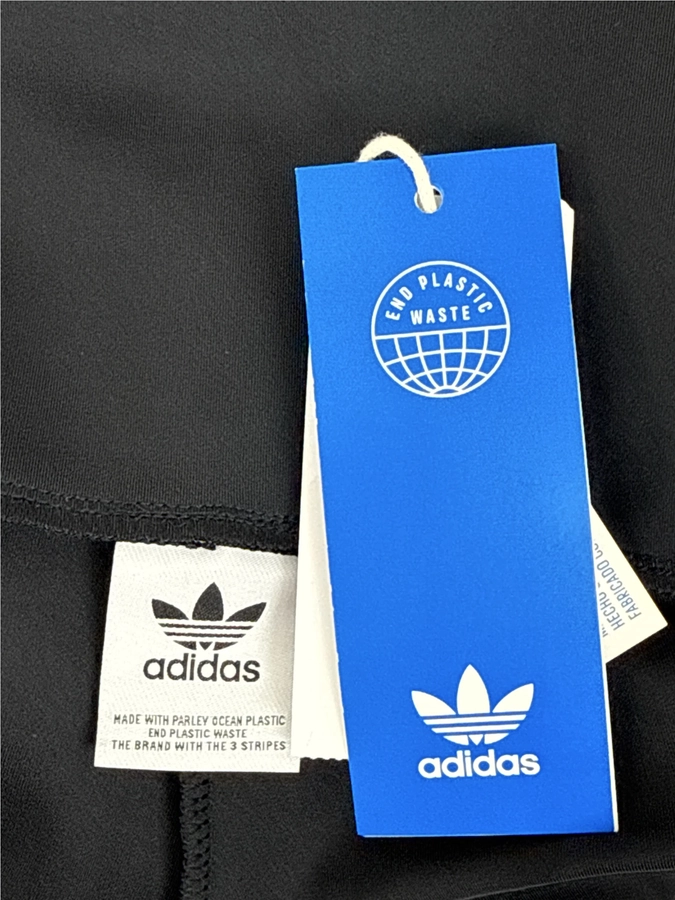 END PLASTIC
WASTE
adidas
MADE WITH PARLEY OCEAN PLASTIC
END PLASTIC WASTE
THE BRAND WITH THE 3 STRIPES
adidas
HECHO
FABRICADO